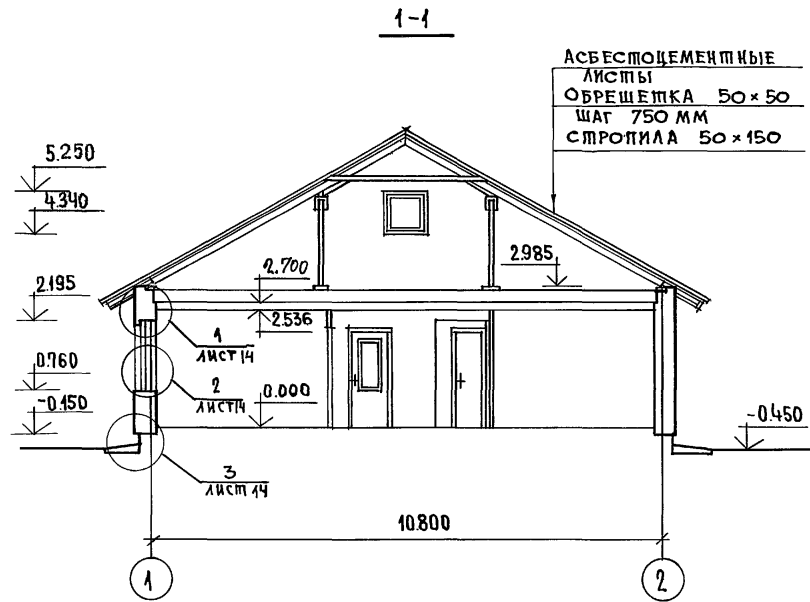 1-1
АСБЕСТОЦЕМЕНТНЫЕ
ЛИСТЫ
ОБРЕШЕТКА 50×50
ШАГ 750 ММ
СТРОПИЛА 50×150
5.250
4.340
2.195
0.760
-0.150
2.700
2.536
2.985
0.000
-0.450
1
ЛИСТ 14
2
ЛИСТ 14
3
ЛИСТ 14
10.800
1
2